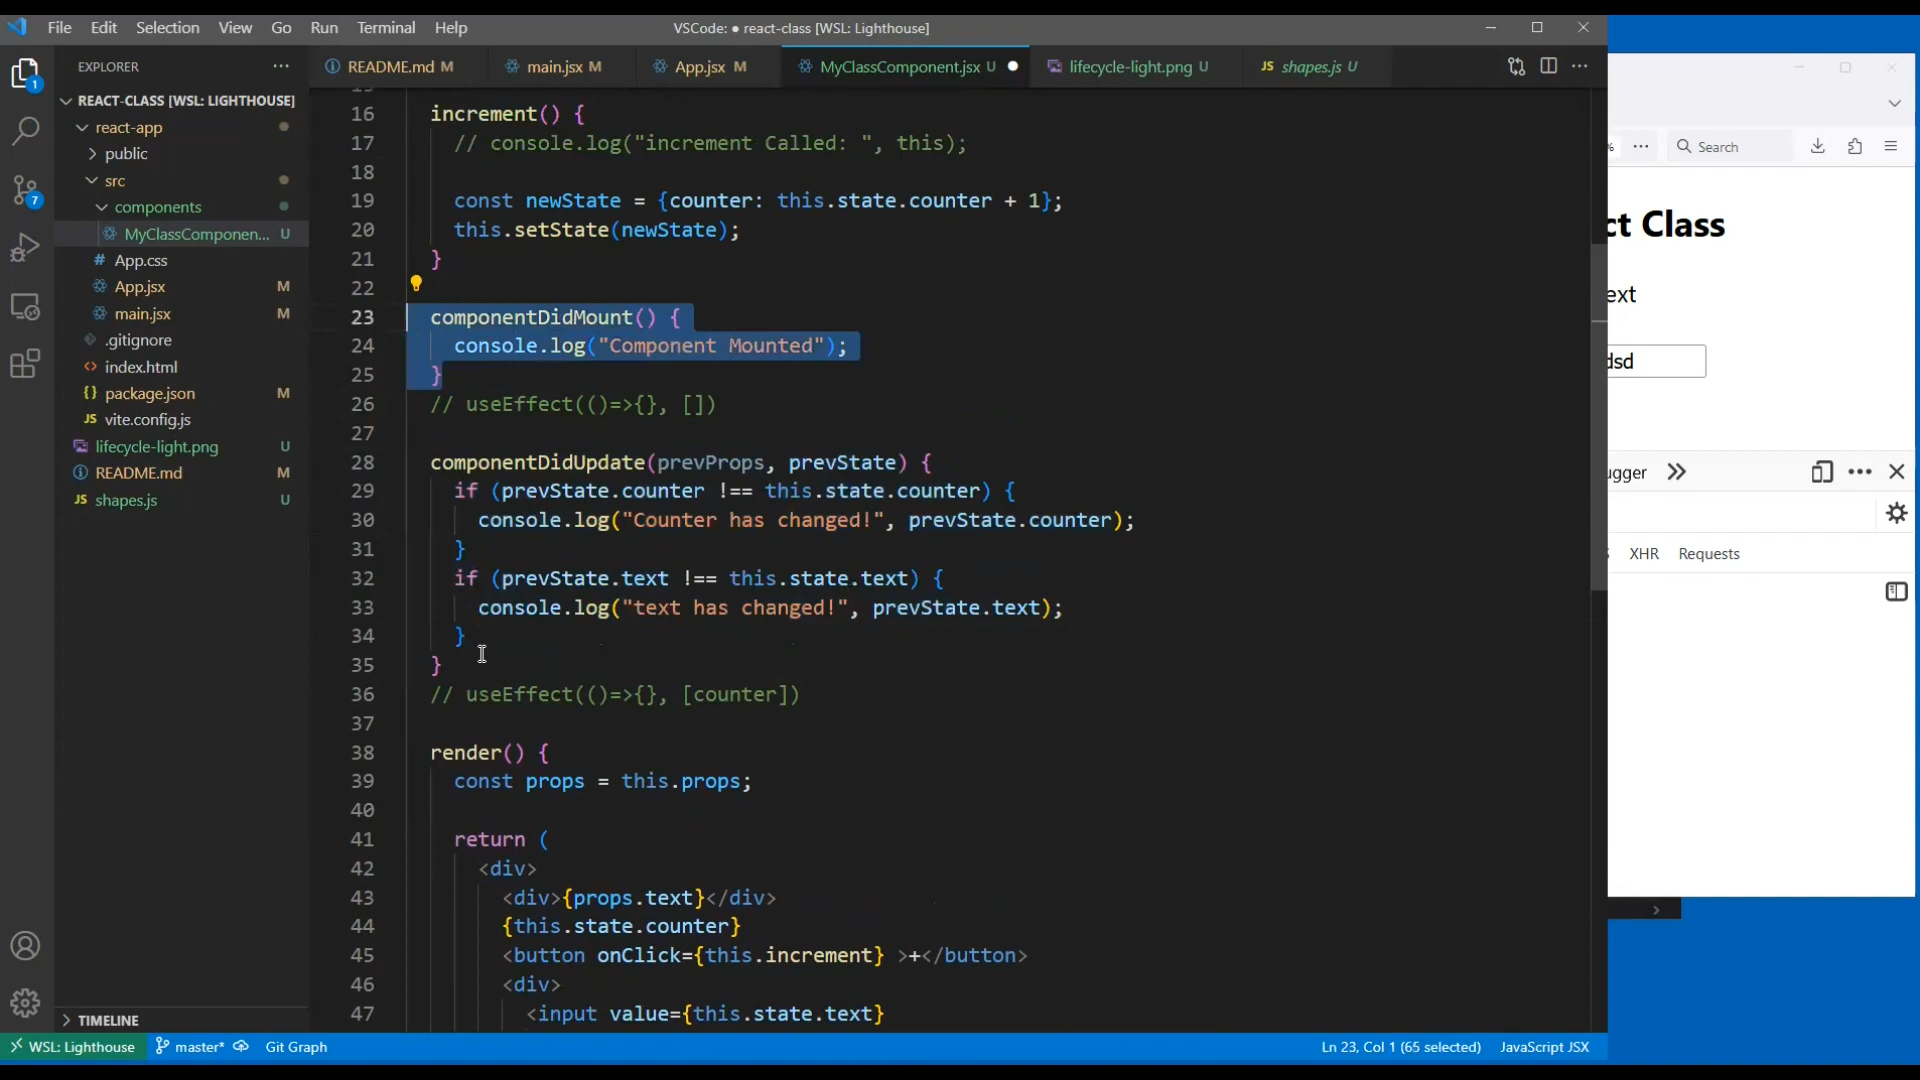 File Edit Selection View Go Run Terminal Help
VSCode: ● react-class [WSL: Lighthouse]
EXPLORER
README.md M
main.jsx M
App.jsx M
MyClassComponent.jsx U
lifecycle-light.png U
JS shapes.js U
REACT-CLASS [WSL: LIGHTHOUSE]
react-app
public
src
components
MyClassComponen... U
# App.css
App.jsx M
main.jsx M
.gitignore
<> index.html
{} package.json M
JS vite.config.js
lifecycle-light.png U
README.md M
JS shapes.js U
TIMELINE
1
7
15
16 increment() {
17 // console.log("increment Called: ", this);
18
19 const newState = {counter: this.state.counter + 1};
20 this.setState(newState);
21 }
22
23 componentDidMount() {
24 console.log("Component Mounted");
25 }
26 // useEffect(()=>{}, [])
27
28 componentDidUpdate(prevProps, prevState) {
29 if (prevState.counter !== this.state.counter) {
30 console.log("Counter has changed!", prevState.counter);
31 }
32 if (prevState.text !== this.state.text) {
33 console.log("text has changed!", prevState.text);
34 }
35 }
36 // useEffect(()=>{}, [counter])
37
38 render() {
39 const props = this.props;
40
41 return (
42 <div>
43 <div>{props.text}</div>
44 {this.state.counter}
45 <button onClick={this.increment} >+</button>
46 <div>
47 <input value={this.state.text}
% ... Search
ct Class
ext
dsd
ugger
S XHR Requests
WSL: Lighthouse master* Git Graph
Ln 23, Col 1 (65 selected) JavaScript JSX